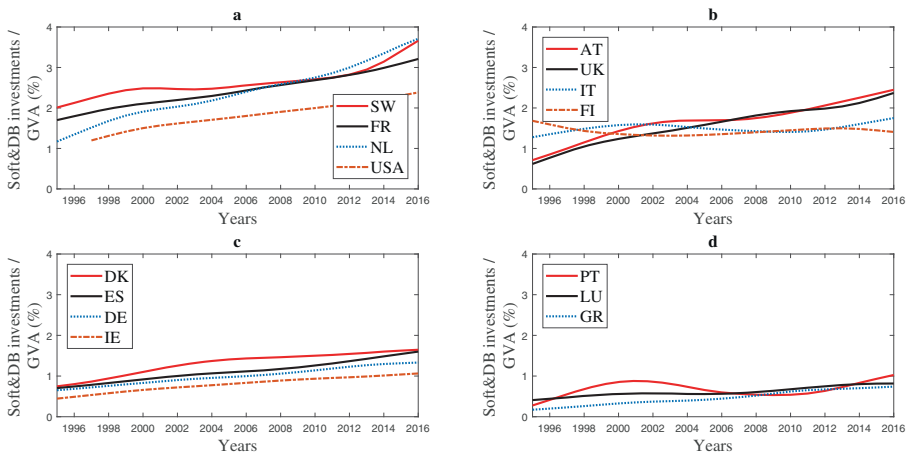 a
Soft&DB investments /
GVA (%)
4
3
2
1
0
SW
FR
NL
USA
1996 1998 2000 2002 2004 2006 2008 2010 2012 2014 2016
Years
b
Soft&DB investments /
GVA (%)
4
3
2
1
0
AT
UK
IT
FI
1996 1998 2000 2002 2004 2006 2008 2010 2012 2014 2016
Years
c
Soft&DB investments /
GVA (%)
4
3
2
1
0
DK
ES
DE
IE
1996 1998 2000 2002 2004 2006 2008 2010 2012 2014 2016
Years
d
Soft&DB investments /
GVA (%)
4
3
2
1
0
PT
LU
GR
1996 1998 2000 2002 2004 2006 2008 2010 2012 2014 2016
Years